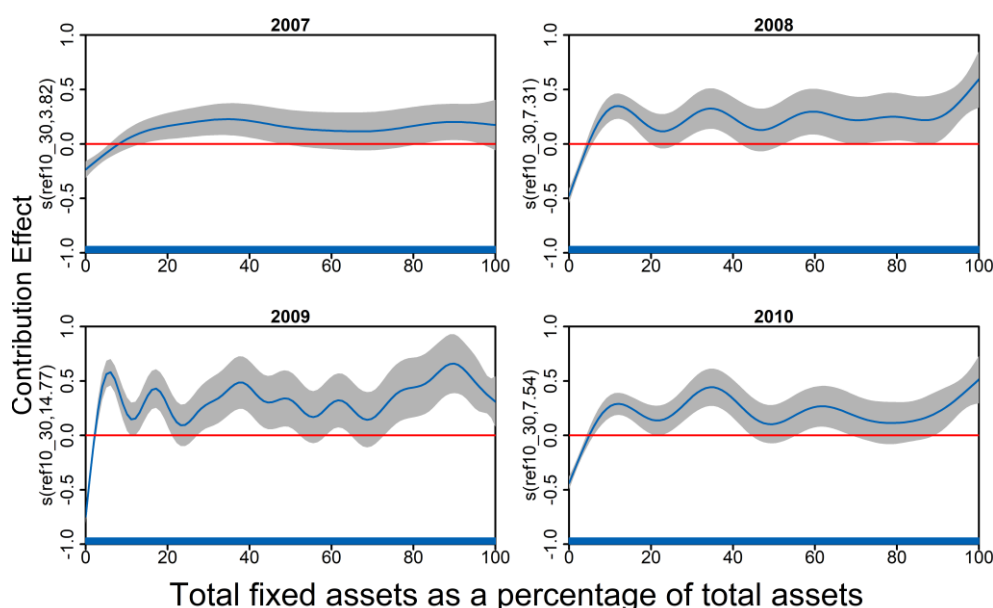 2007
2008
1.0
0.5
0.0
-0.5
-1.0
s(ref10_30,3.82)
0 20 40 60 80 100
1.0
0.5
0.0
-0.5
-1.0
s(ref10_30,7.31)
0 20 40 60 80 100
Contribution Effect
2009
2010
1.0
0.5
0.0
-0.5
-1.0
s(ref10_30,14.77)
0 20 40 60 80 100
1.0
0.5
0.0
-0.5
-1.0
s(ref10_30,7.54)
0 20 40 60 80 100
Total fixed assets as a percentage of total assets